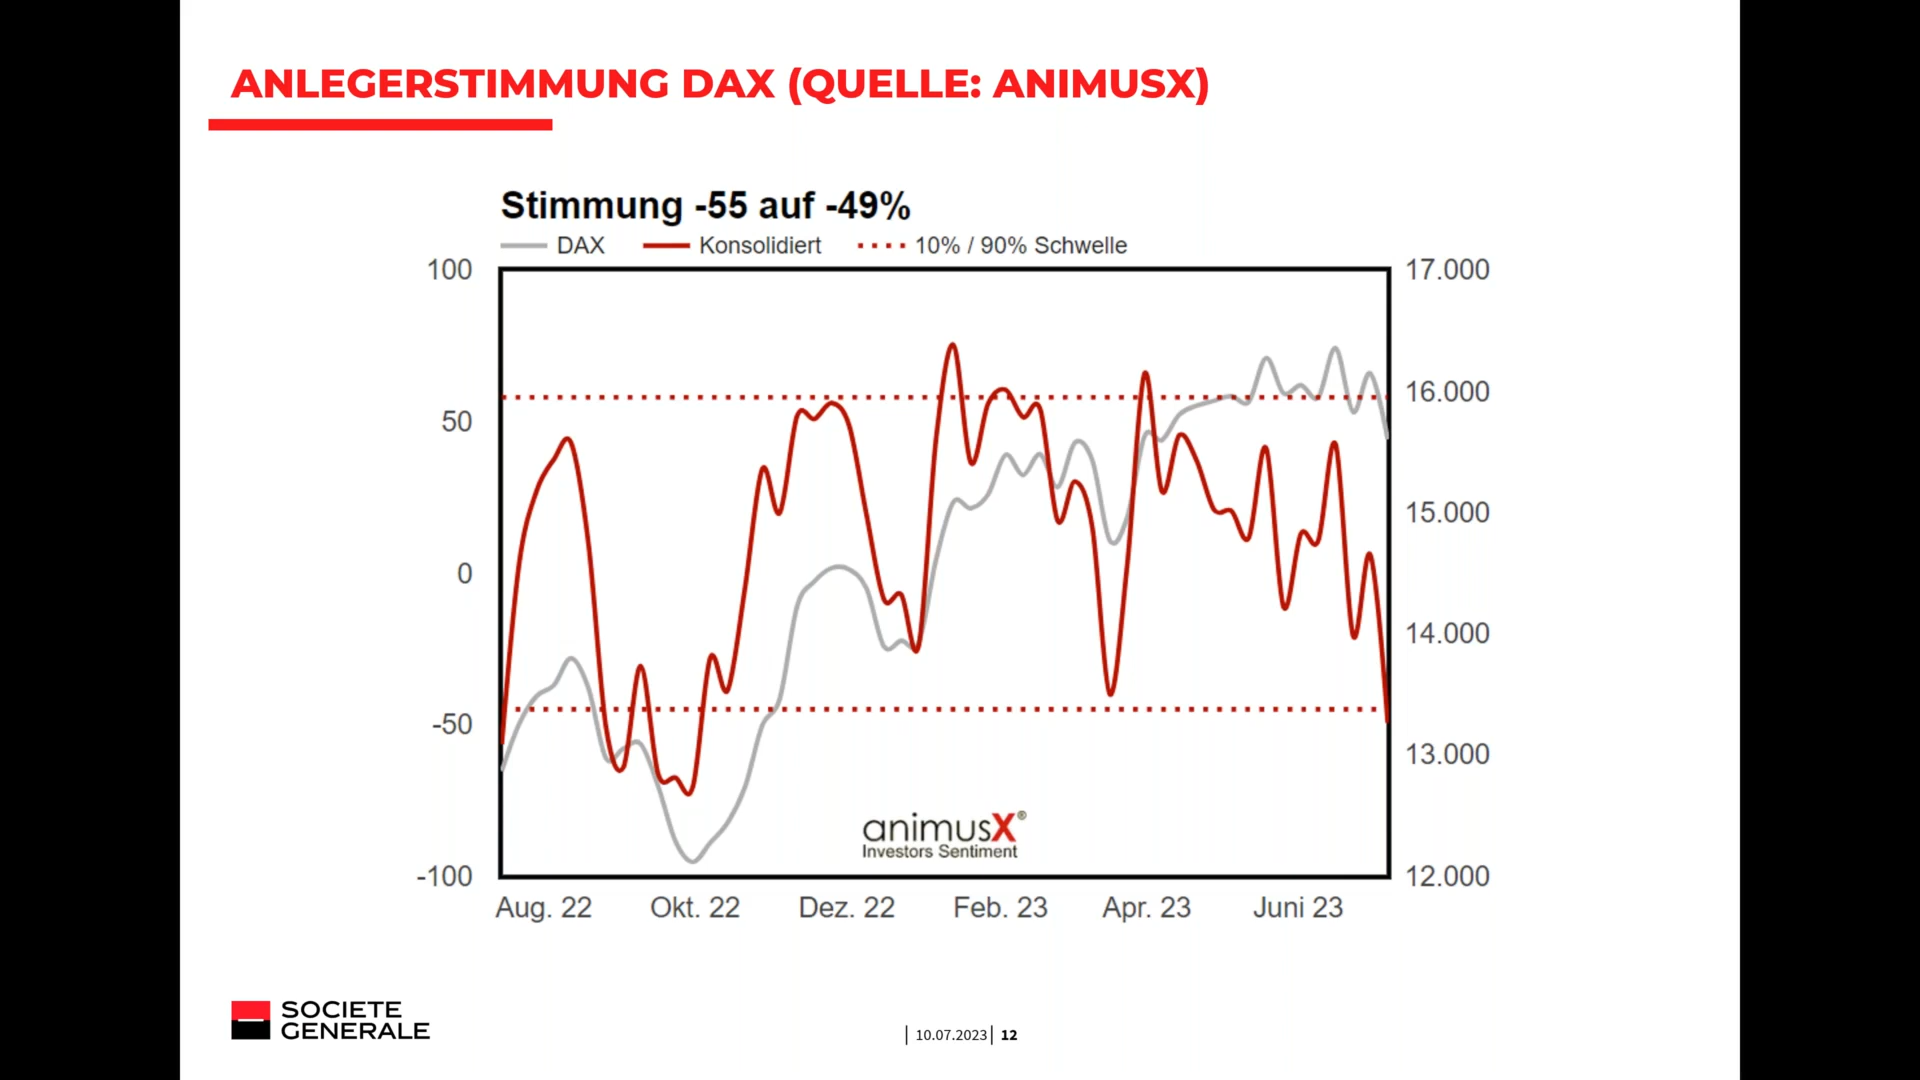 ANLEGERSTIMMUNG DAX (QUELLE: ANIMUSX)
Stimmung -55 auf -49%
DAX Konsolidiert 10% / 90% Schwelle
100 17.000
16.000
50
15.000
0
14.000
-50
13.000
animusX®
Investors Sentiment
-100 12.000
Aug. 22 Okt. 22 Dez. 22 Feb. 23 Apr. 23 Juni 23
SOCIETE
GENERALE
| 10.07.2023 | 12